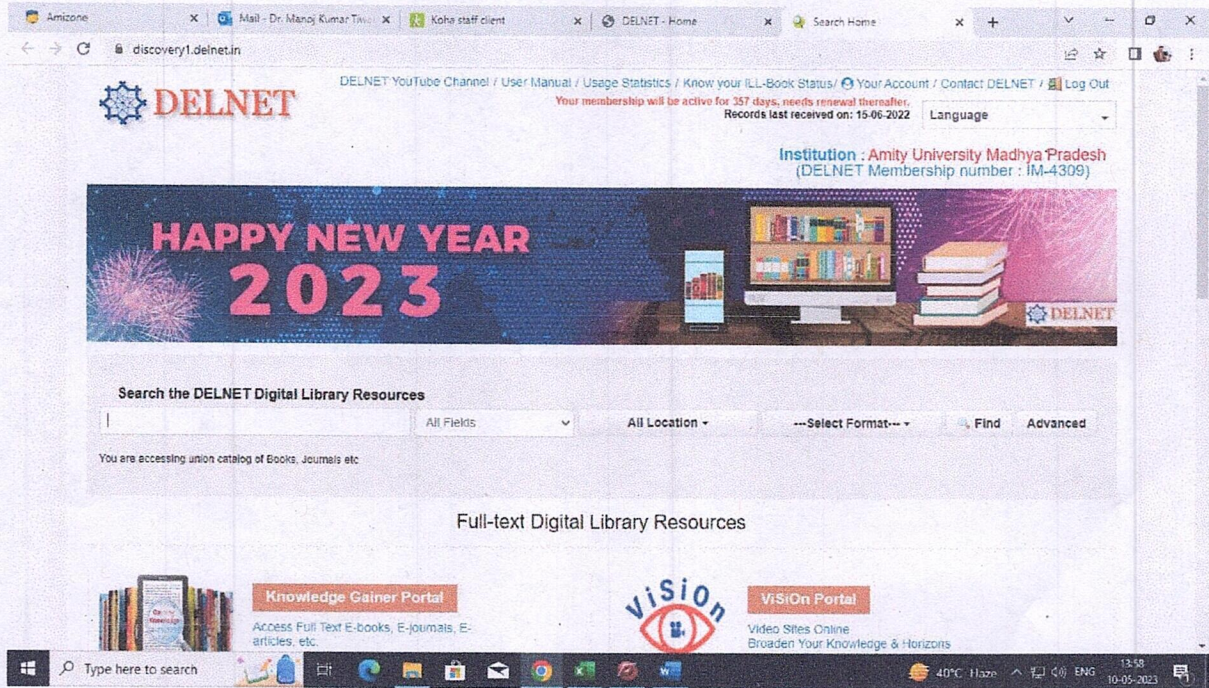 Amizone
Mail - Dr. Manoj Kumar Tiwa
Koha staff client
DELNET - Home
Search Home
discovery1.delnet.in
DELNET YouTube Channel / User Manual / Usage Statistics / Know your ILL-Book Status/ Your Account / Contact DELNET / Log Out
DELNET
Your membership will be active for 357 days, needs renewal thereafter.
Records last received on: 15-06-2022
Language
Institution : Amity University Madhya Pradesh
(DELNET Membership number : IM-4309)
HAPPY NEW YEAR
2023
DELNET
Search the DELNET Digital Library Resources
All Fields
All Location
---Select Format---
Find
Advanced
You are accessing union catalog of Books, Journals etc
Full-text Digital Library Resources
Knowledge Gainer Portal
Access Full Text E-books, E-journals, E-
articles, etc.
ViSiOn
ViSiOn Portal
Video Sites Online
Broaden Your Knowledge & Horizons
Type here to search
40°C Haze
ENG
13:58
10-05-2023